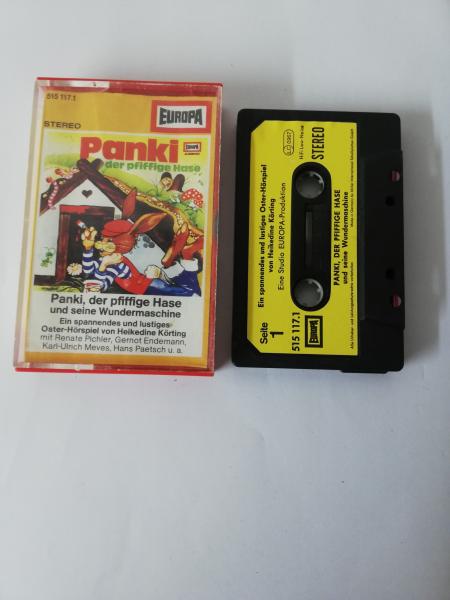 515 117.1
EUROPA
STEREO
Panki
der pfiffige Hase
EUROPA
Panki, der pfiffige Hase
und seine Wundermaschine
Ein spannendes und lustiges
Oster-Hörspiel von Heikedine Körting
mit Renate Pichler, Gernot Endemann,
Karl-Ulrich Meves, Hans Paetsch u. a.
Ein spannendes und lustiges Oster-Hörspiel
von Heikedine Körting
Eine Studio EUROPA-Produktion
STEREO
Seite
1
515 117.1
EUROPA
PANKI, DER PFIFFIGE HASE
und seine Wundermaschine